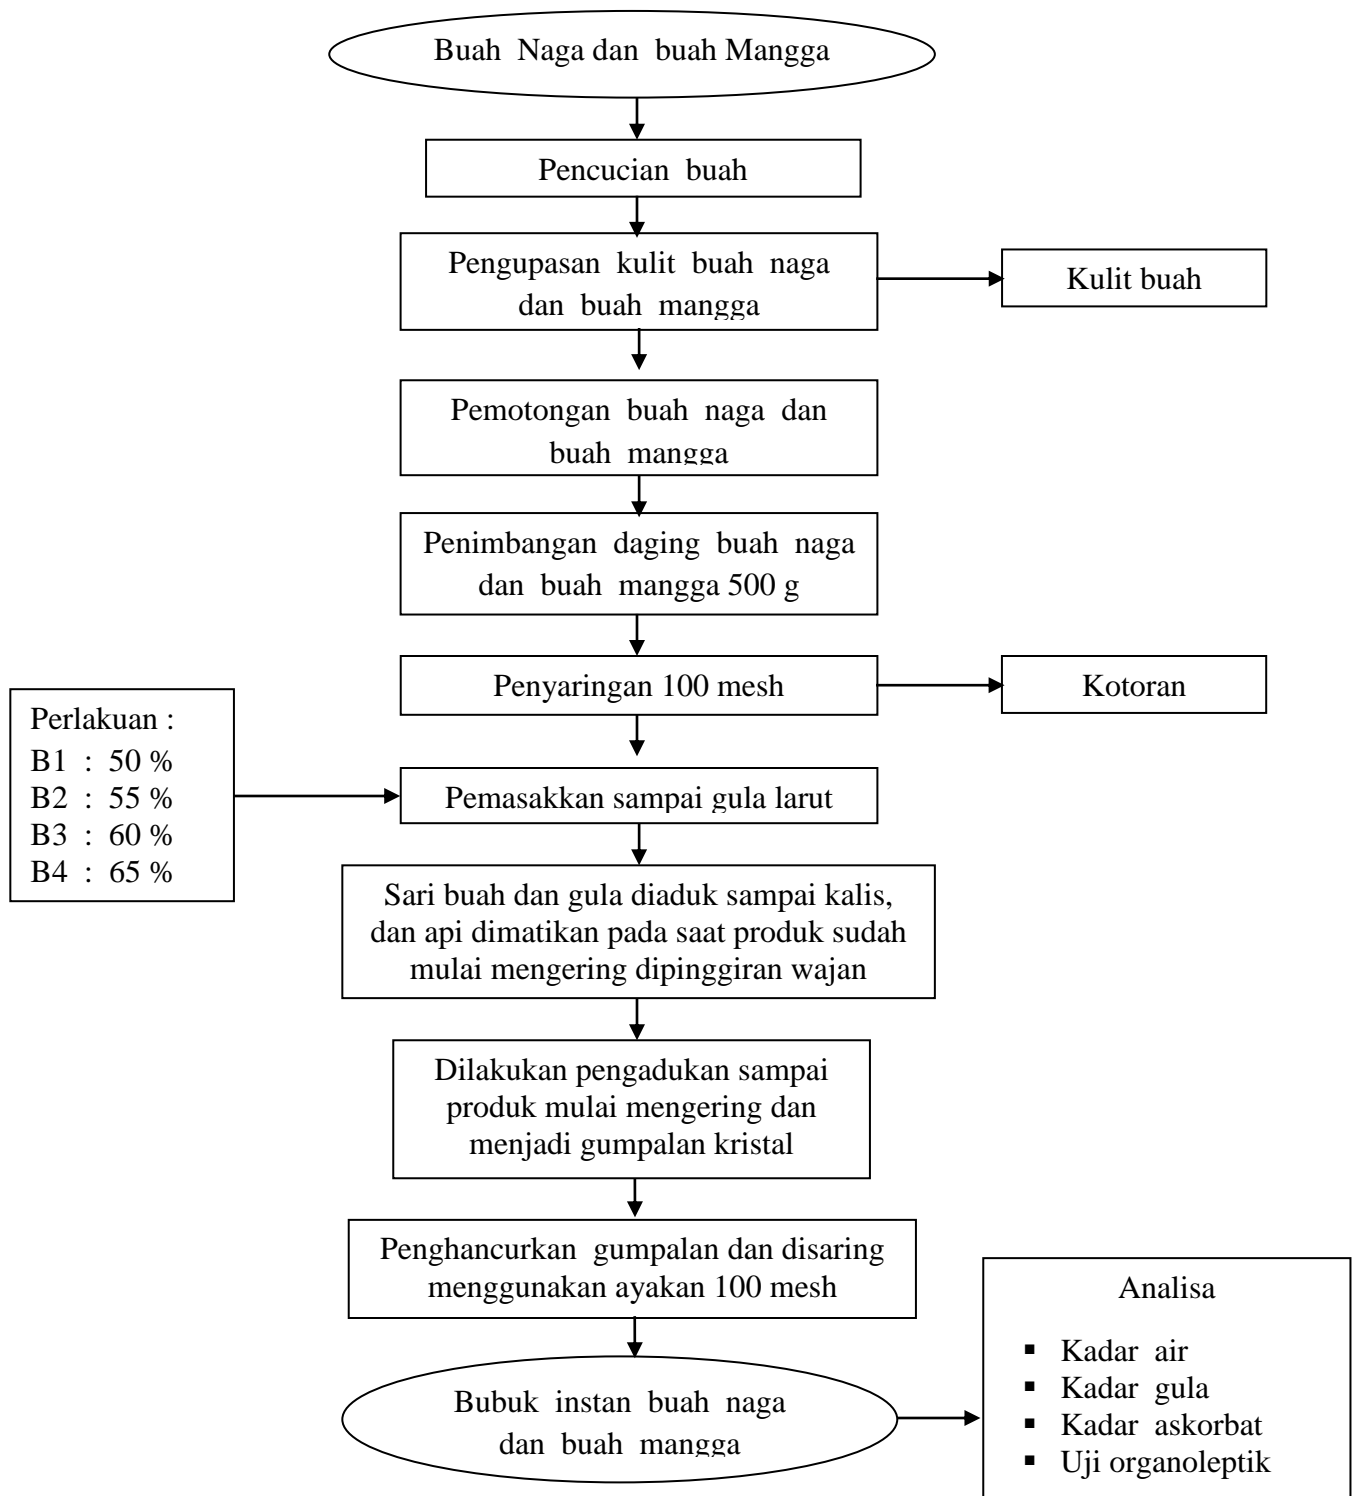 Buah Naga dan buah Mangga
Pencucian buah
Pengupasan kulit buah naga
dan buah mangga
Kulit buah
Pemotongan buah naga dan
buah mangga
Penimbangan daging buah naga
dan buah mangga 500 g
Penyaringan 100 mesh
Kotoran
Perlakuan :
B1 : 50 %
B2 : 55 %
B3 : 60 %
B4 : 65 %
Pemasakkan sampai gula larut
Sari buah dan gula diaduk sampai kalis,
dan api dimatikan pada saat produk sudah
mulai mengering dipinggiran wajan
Dilakukan pengadukan sampai
produk mulai mengering dan
menjadi gumpalan kristal
Penghancurkan gumpalan dan disaring
menggunakan ayakan 100 mesh
Bubuk instan buah naga
dan buah mangga
Analisa
▪ Kadar air
▪ Kadar gula
▪ Kadar askorbat
▪ Uji organoleptik